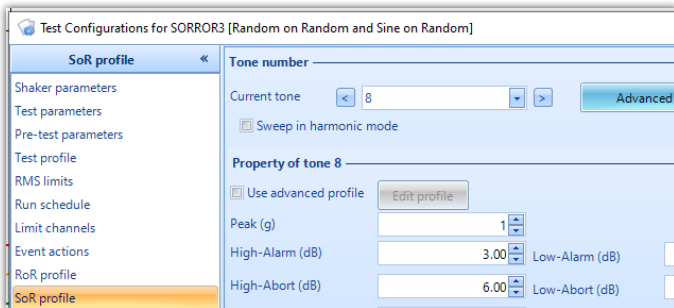 Test Configurations for SORROR3 [Random on Random and Sine on Random]
SoR profile «
Shaker parameters
Test parameters
Pre-test parameters
Test profile
RMS limits
Run schedule
Limit channels
Event actions
RoR profile
SoR profile
Tone number
Current tone < 8 > Advanced
Sweep in harmonic mode
Property of tone 8
Use advanced profile Edit profile
Peak (g) 1
High-Alarm (dB) 3.00 Low-Alarm (dB)
High-Abort (dB) 6.00 Low-Abort (dB)